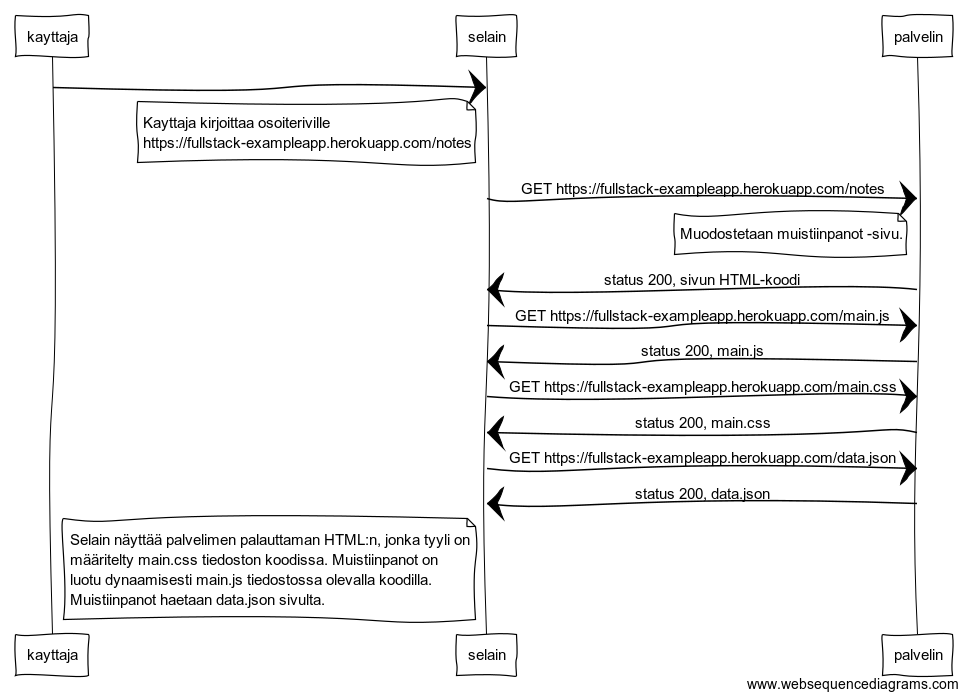 kayttaja
selain
palvelin
Kayttaja kirjoittaa osoiteriville
https://fullstack-exampleapp.herokuapp.com/notes
GET https://fullstack-exampleapp.herokuapp.com/notes
Muodostetaan muistiinpanot -sivu.
status 200, sivun HTML-koodi
GET https://fullstack-exampleapp.herokuapp.com/main.js
status 200, main.js
GET https://fullstack-exampleapp.herokuapp.com/main.css
status 200, main.css
GET https://fullstack-exampleapp.herokuapp.com/data.json
status 200, data.json
Selain näyttää palvelimen palauttaman HTML:n, jonka tyyli on
määritelty main.css tiedoston koodissa. Muistiinpanot on
luotu dynaamisesti main.js tiedostossa olevalla koodilla.
Muistiinpanot haetaan data.json sivulta.
kayttaja
selain
palvelin
www.websequencediagrams.com